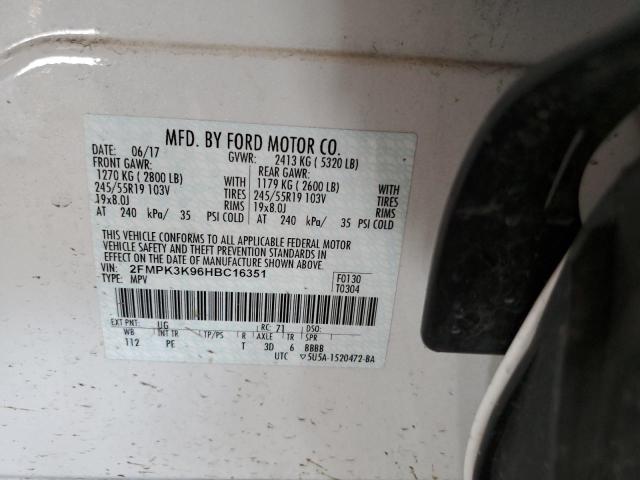 MFD. BY FORD MOTOR CO.
DATE: 06/17 GVWR: 2413 KG ( 5320 LB)
FRONT GAWR: REAR GAWR:
1270 KG ( 2800 LB) WITH 1179 KG ( 2600 LB) WITH
245/55R19 103V TIRES 245/55R19 103V TIRES
19x8.0J RIMS 19x8.0J RIMS
AT 240 kPa/ 35 PSI COLD AT 240 kPa/ 35 PSI COLD
THIS VEHICLE CONFORMS TO ALL APPLICABLE FEDERAL MOTOR
VEHICLE SAFETY AND THEFT PREVENTION STANDARDS IN
EFFECT ON THE DATE OF MANUFACTURE SHOWN ABOVE.
VIN: 2FMPK3K96HBC16351 F0130
TYPE: MPV T0304
EXT PNT: UG RC: 71 DSO:
WB INT TR TP/PS R AXLE TR SPR
112 PE T 3D 6 BBBB
UTC ▽5U5A-1520472-BA